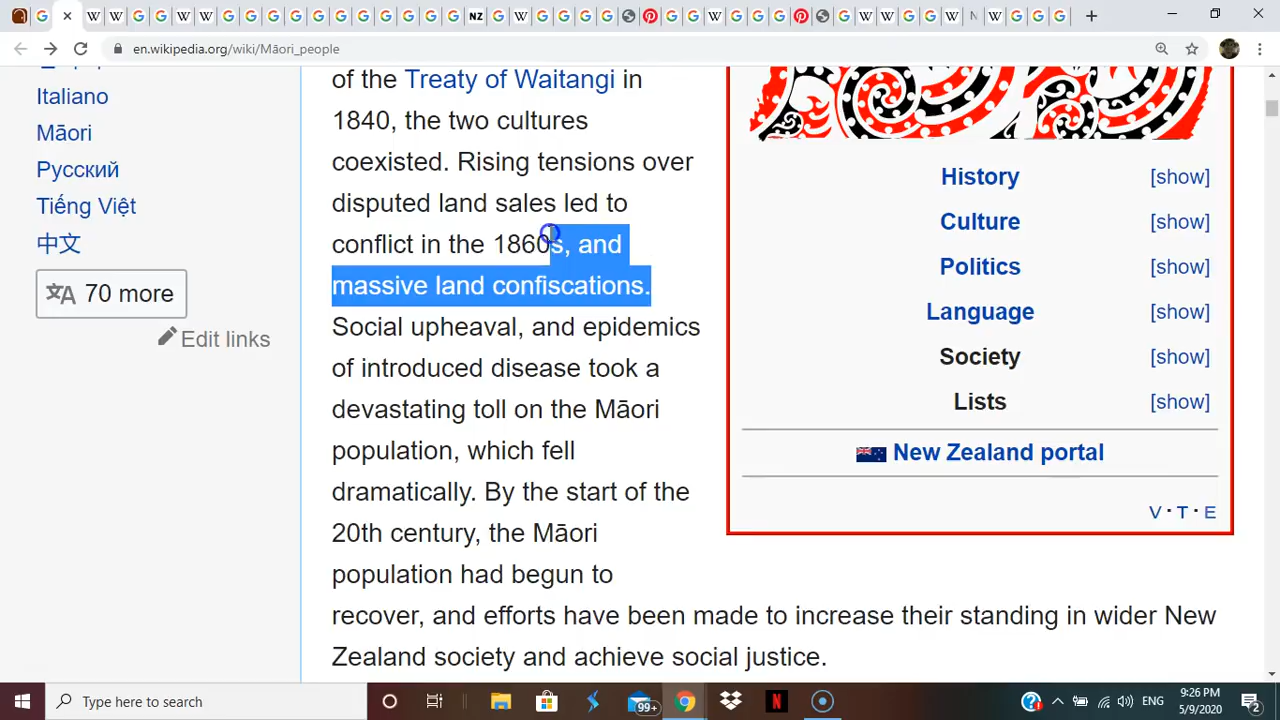 NZ
en.wikipedia.org/wiki/Māori_people
Italiano
Māori
Русский
Tiếng Việt
中文
70 more
Edit links
of the Treaty of Waitangi in
1840, the two cultures
coexisted. Rising tensions over
disputed land sales led to
conflict in the 1860s, and
massive land confiscations.
Social upheaval, and epidemics
of introduced disease took a
devastating toll on the Māori
population, which fell
dramatically. By the start of the
20th century, the Māori
population had begun to
recover, and efforts have been made to increase their standing in wider New
Zealand society and achieve social justice.
History [show]
Culture [show]
Politics [show]
Language [show]
Society [show]
Lists [show]
New Zealand portal
V · T · E
Type here to search
99+
ENG
9:26 PM
5/9/2020
2